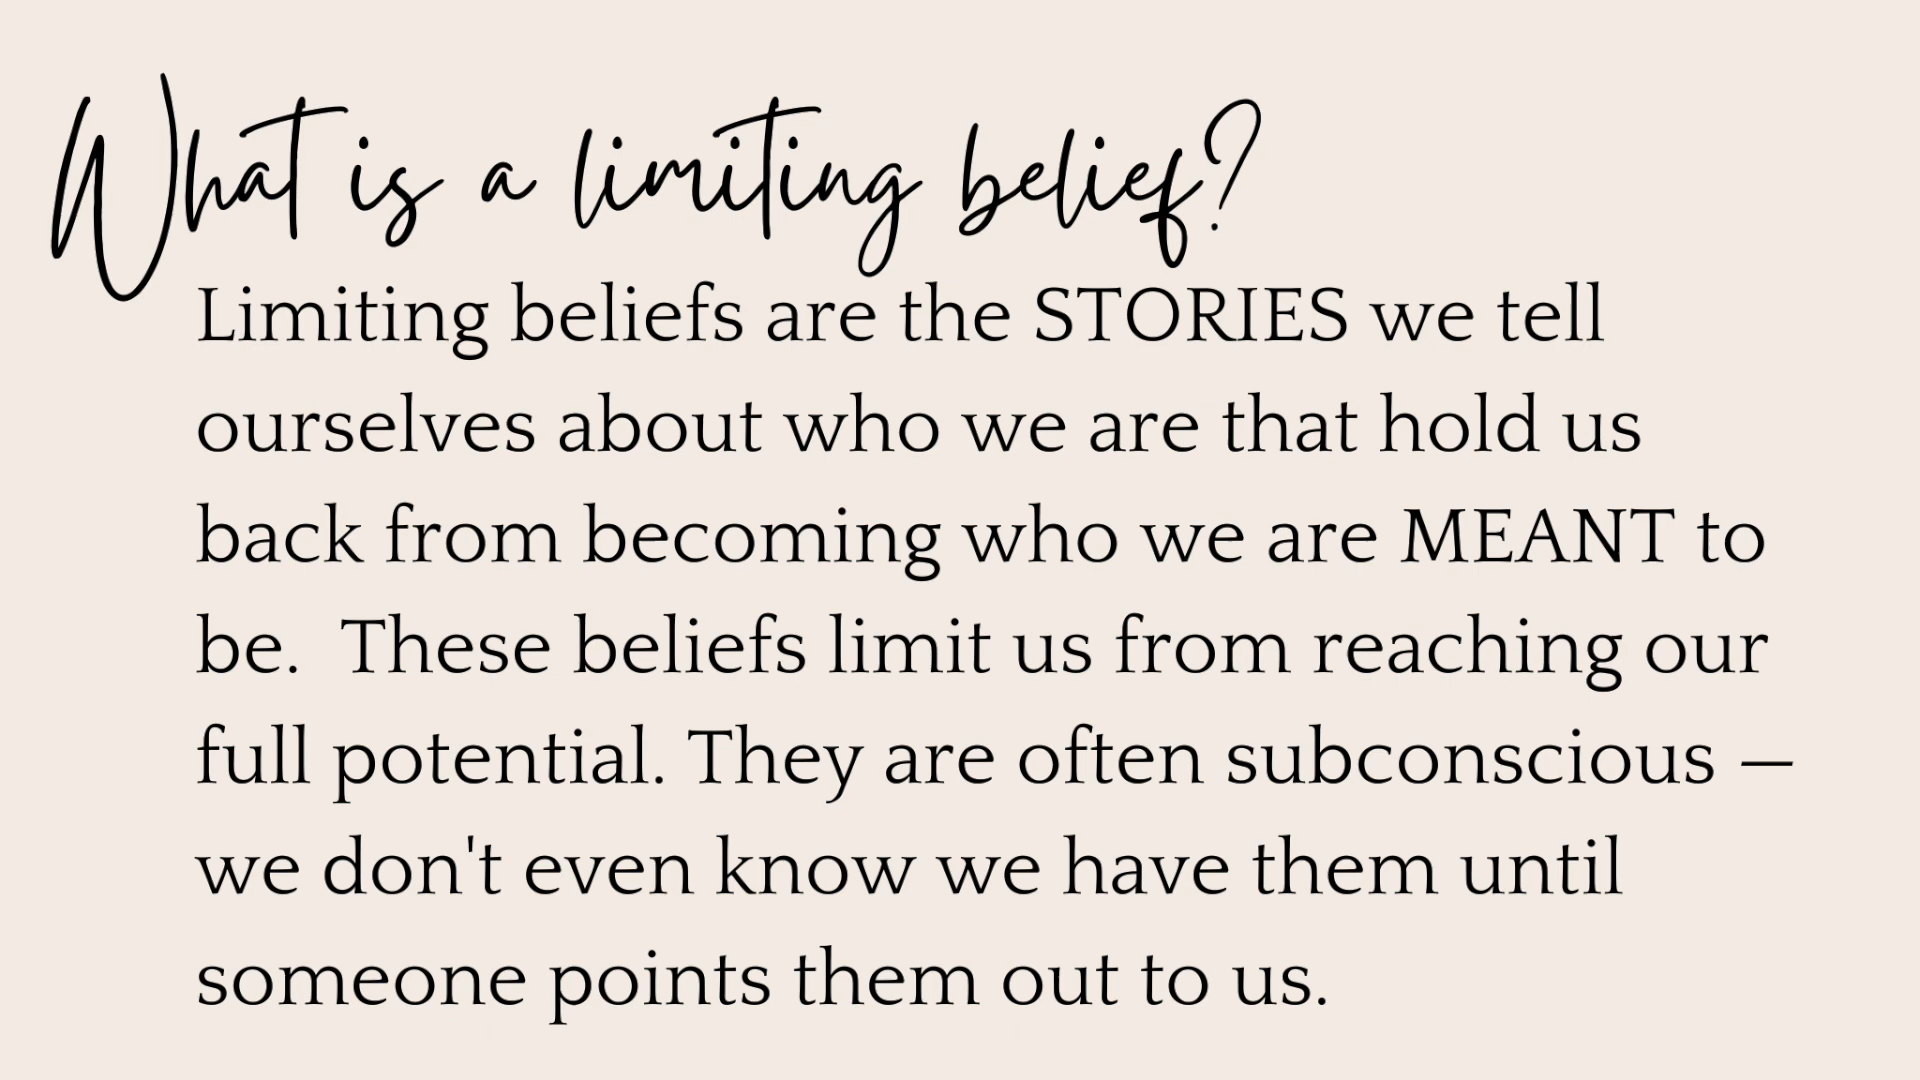 What is a limiting belief?
Limiting beliefs are the STORIES we tell
ourselves about who we are that hold us
back from becoming who we are MEANT to
be.  These beliefs limit us from reaching our
full potential. They are often subconscious —
we don't even know we have them until
someone points them out to us.